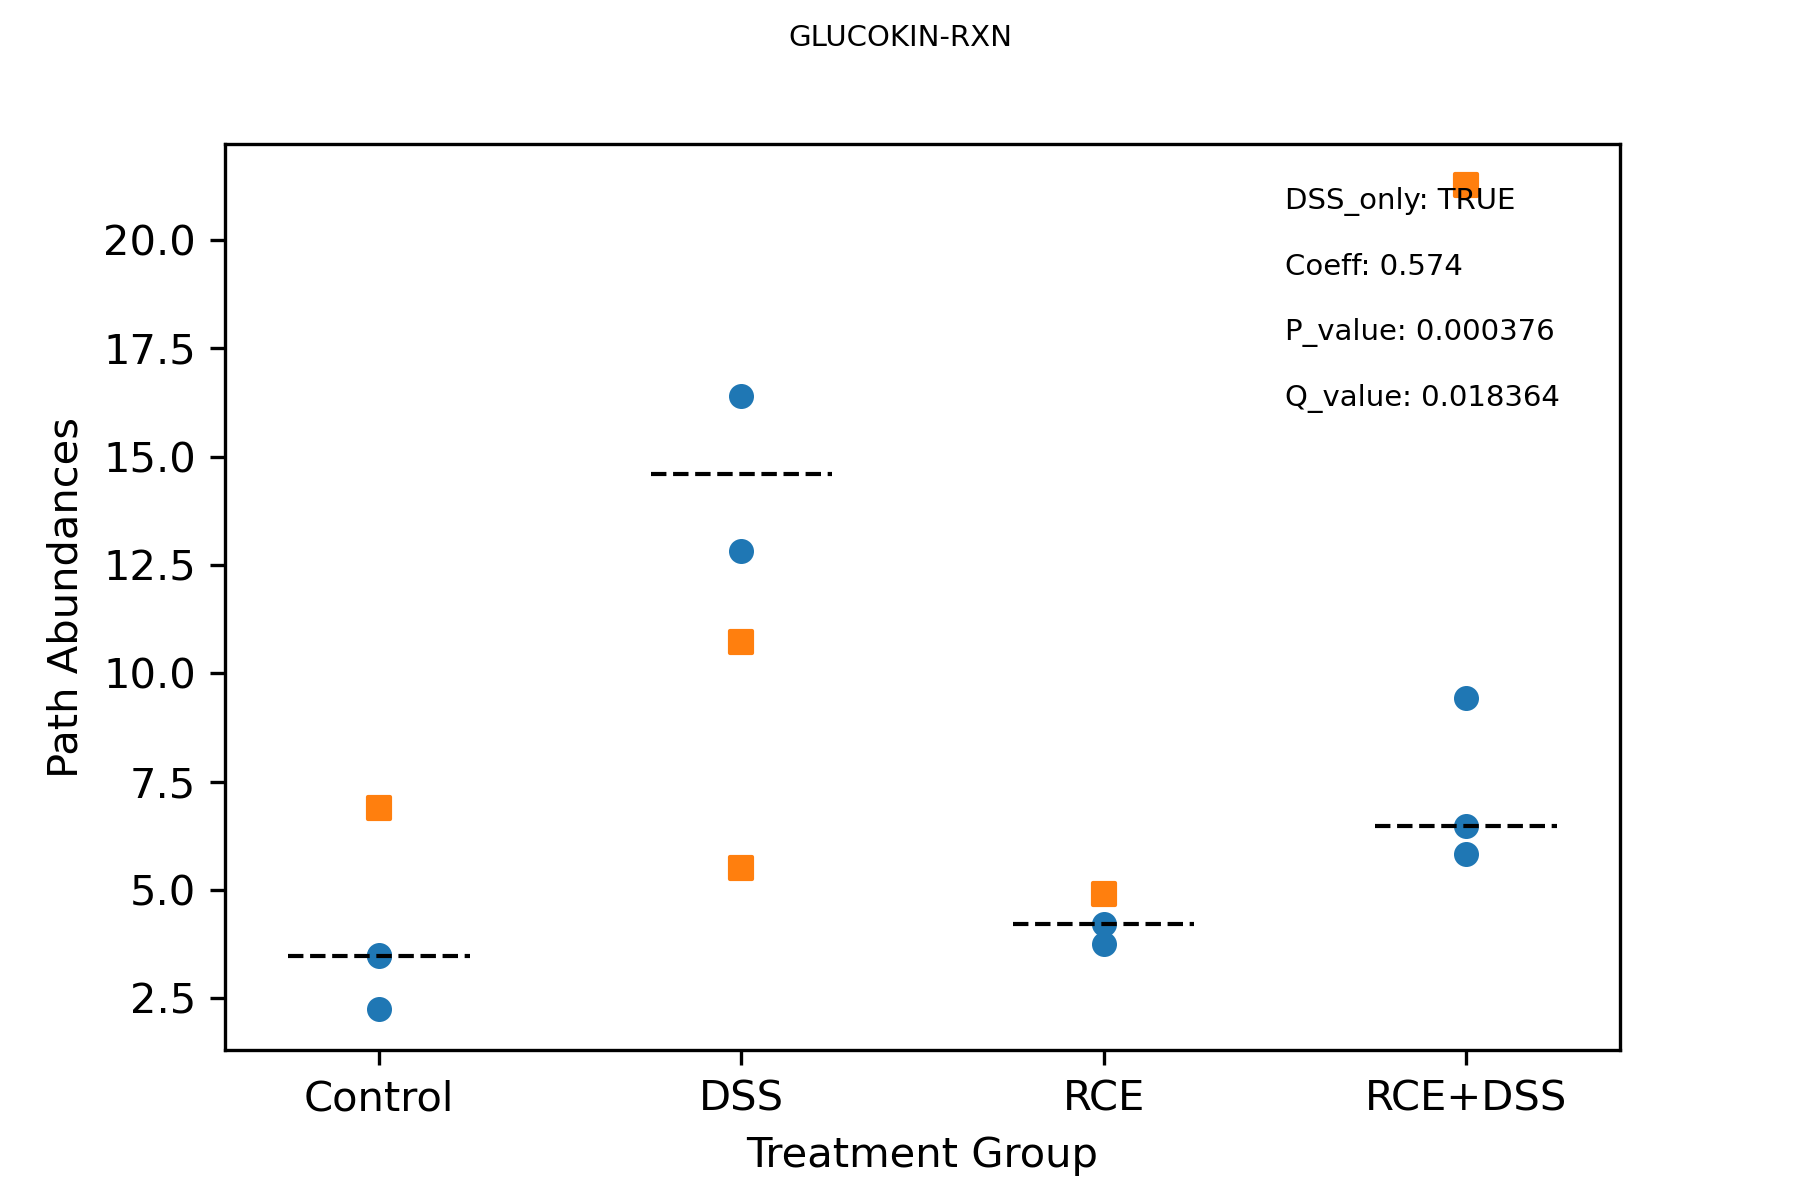 GLUCOKIN-RXN
DSS_only: TRUE
Coeff: 0.574
P_value: 0.000376
Q_value: 0.018364
20.0
17.5
15.0
12.5
10.0
7.5
5.0
2.5
Path Abundances
Control DSS RCE RCE+DSS
Treatment Group